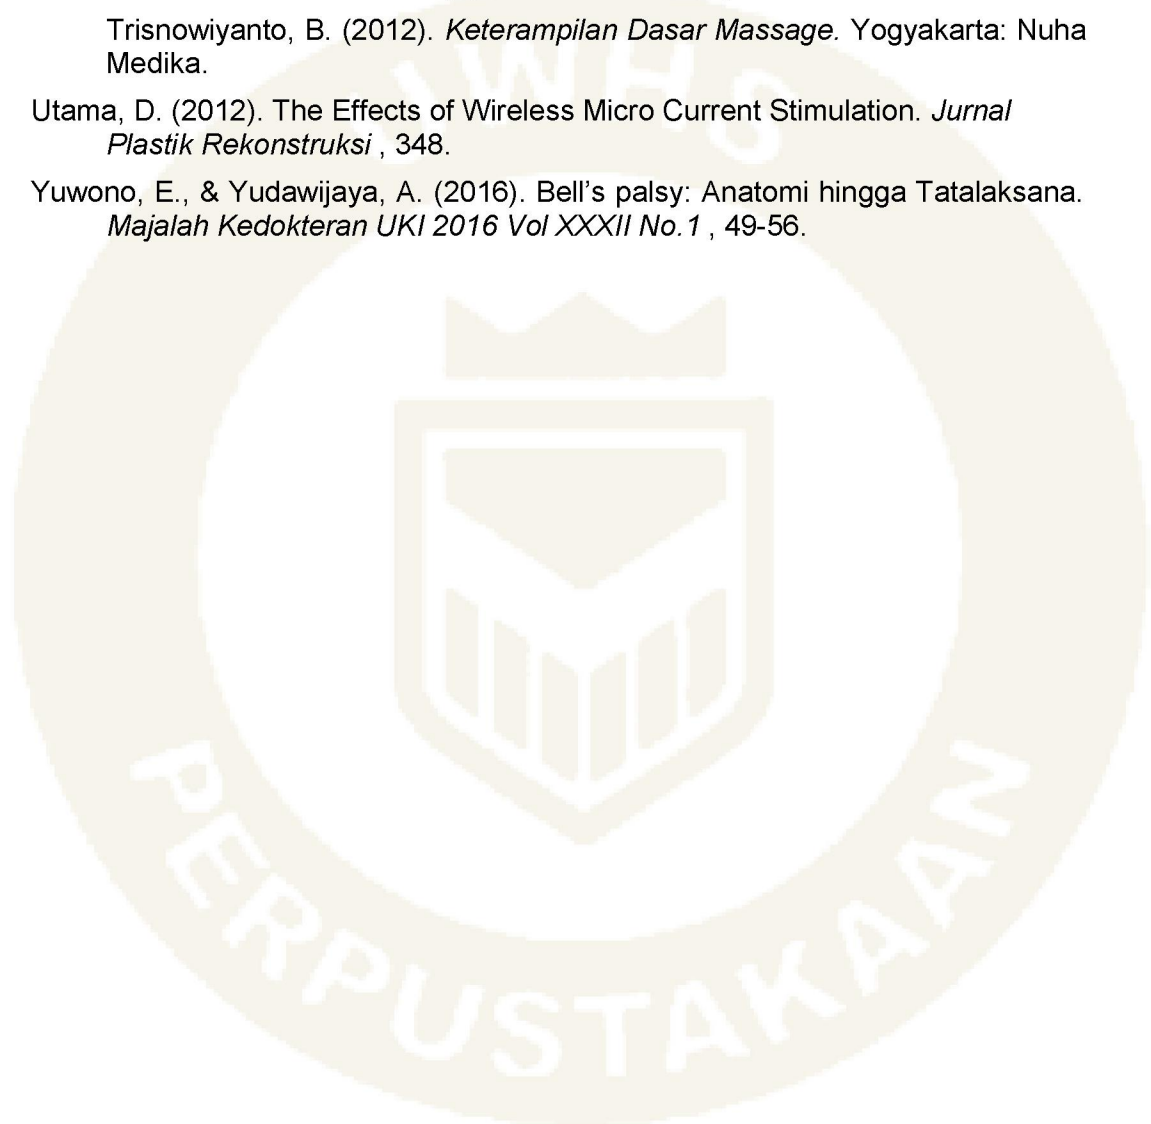 Trisnowiyanto, B. (2012). Keterampilan Dasar Massage. Yogyakarta: Nuha
Medika.
Utama, D. (2012). The Effects of Wireless Micro Current Stimulation. Jurnal
Plastik Rekonstruksi , 348.
Yuwono, E., & Yudawijaya, A. (2016). Bell’s palsy: Anatomi hingga Tatalaksana.
Majalah Kedokteran UKI 2016 Vol XXXII No.1 , 49-56.
UWHS
PERPUSTAKAAN